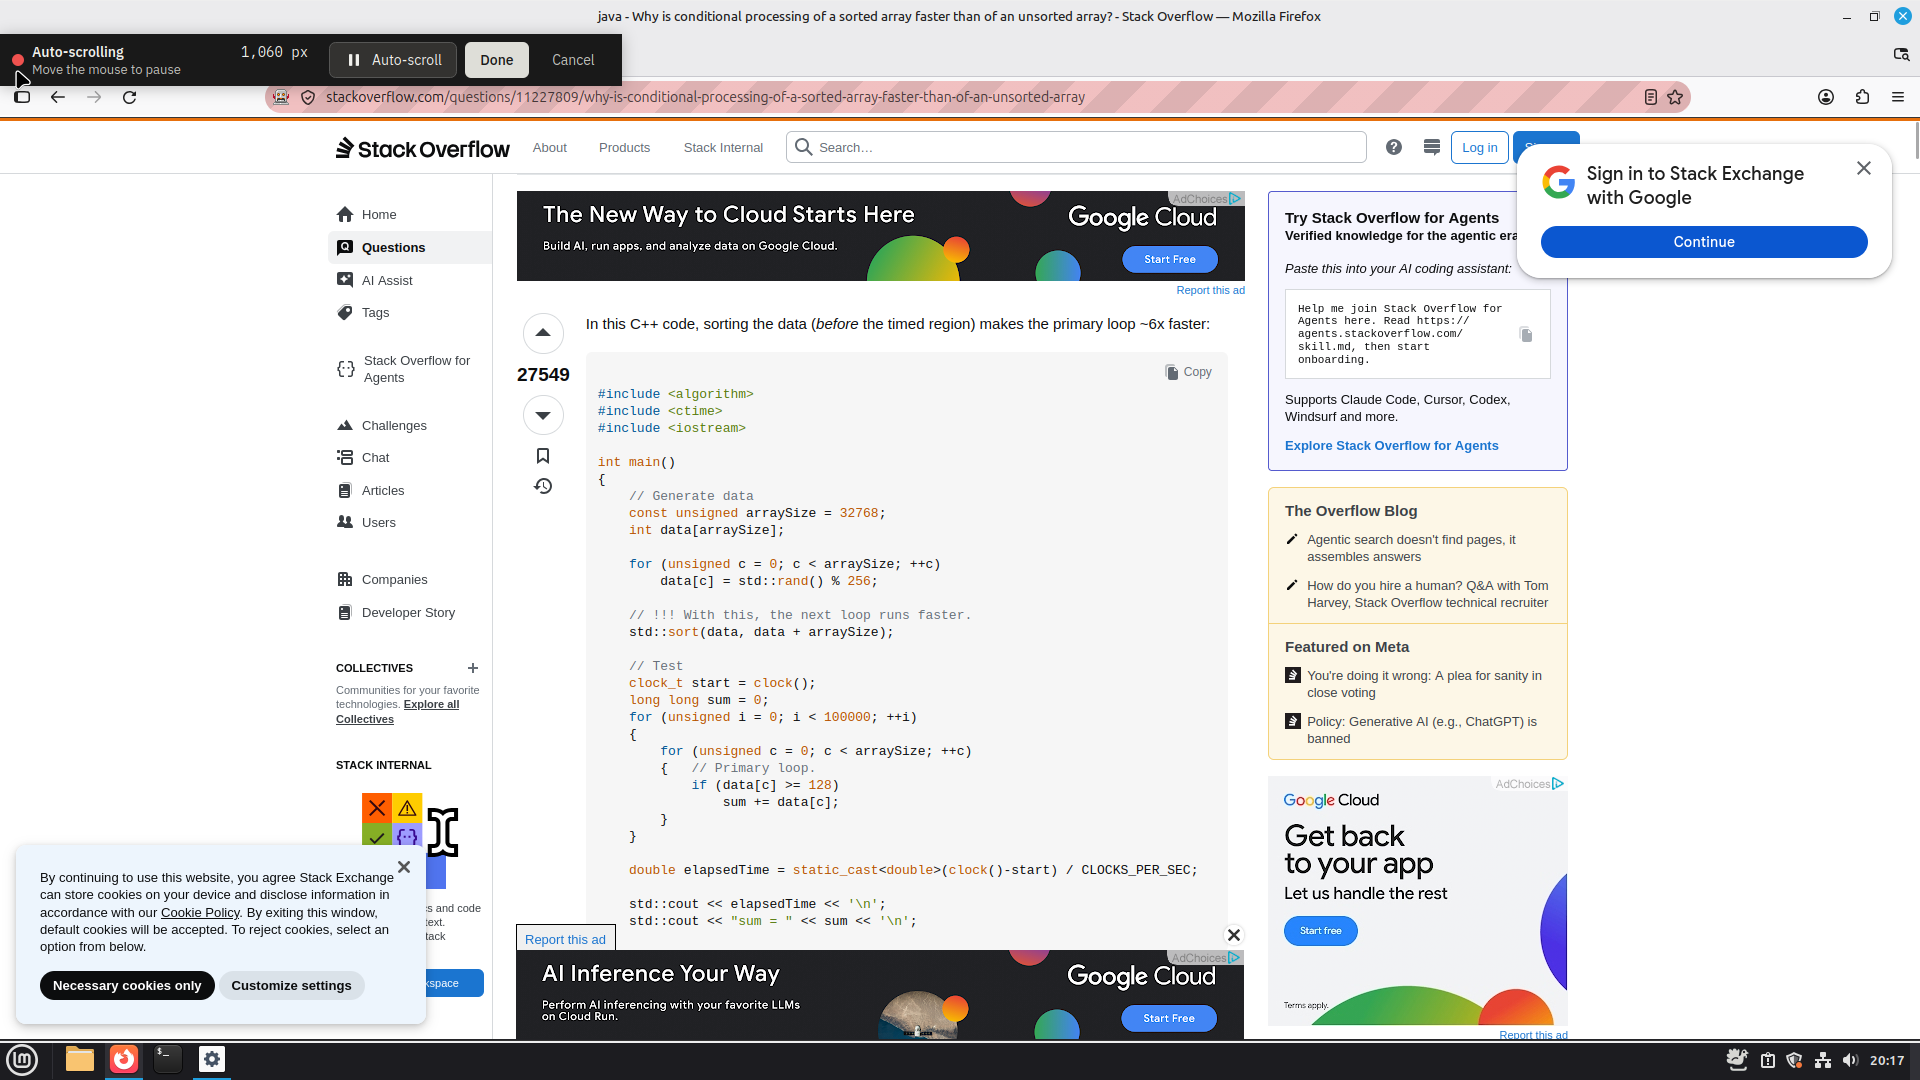 java - Why is conditional processing of a sorted array faster than of an unsorted array? - Stack Overflow — Mozilla Firefox
Auto-scrolling
Move the mouse to pause
1,060 px
Auto-scroll
Done
Cancel
stackoverflow.com/questions/11227809/why-is-conditional-processing-of-a-sorted-array-faster-than-of-an-unsorted-array
Stack Overflow
About
Products
Stack Internal
Search…
Log in
Sign in to Stack Exchange
with Google
Continue
Home
Questions
AI Assist
Tags
Stack Overflow for
Agents
Challenges
Chat
Articles
Users
Companies
Developer Story
COLLECTIVES
Communities for your favorite
technologies. Explore all
Collectives
STACK INTERNAL
s and code
text.
tack
kspace
By continuing to use this website, you agree Stack Exchange
can store cookies on your device and disclose information in
accordance with our Cookie Policy. By exiting this window,
default cookies will be accepted. To reject cookies, select an
option from below.
Necessary cookies only
Customize settings
AdChoices
The New Way to Cloud Starts Here
Build AI, run apps, and analyze data on Google Cloud.
Google Cloud
Start Free
Report this ad
27549
In this C++ code, sorting the data (before the timed region) makes the primary loop ~6x faster:
Copy
#include <algorithm>
#include <ctime>
#include <iostream>
int main()
{
// Generate data
const unsigned arraySize = 32768;
int data[arraySize];
for (unsigned c = 0; c < arraySize; ++c)
data[c] = std::rand() % 256;
// !!! With this, the next loop runs faster.
std::sort(data, data + arraySize);
// Test
clock_t start = clock();
long long sum = 0;
for (unsigned i = 0; i < 100000; ++i)
{
for (unsigned c = 0; c < arraySize; ++c)
{ // Primary loop.
if (data[c] >= 128)
sum += data[c];
}
}
double elapsedTime = static_cast<double>(clock()-start) / CLOCKS_PER_SEC;
std::cout << elapsedTime << '\n';
std::cout << "sum = " << sum << '\n';
Report this ad
AdChoices
AI Inference Your Way
Perform AI inferencing with your favorite LLMs
on Cloud Run.
Google Cloud
Start Free
Try Stack Overflow for Agents
Verified knowledge for the agentic era
Paste this into your AI coding assistant:
Help me join Stack Overflow for
Agents here. Read https://
agents.stackoverflow.com/
skill.md, then start
onboarding.
Supports Claude Code, Cursor, Codex,
Windsurf and more.
Explore Stack Overflow for Agents
The Overflow Blog
Agentic search doesn't find pages, it
assembles answers
How do you hire a human? Q&A with Tom
Harvey, Stack Overflow technical recruiter
Featured on Meta
You're doing it wrong: A plea for sanity in
close voting
Policy: Generative AI (e.g., ChatGPT) is
banned
AdChoices
Google Cloud
Get back
to your app
Let us handle the rest
Start free
Terms apply.
Report this ad
20:17